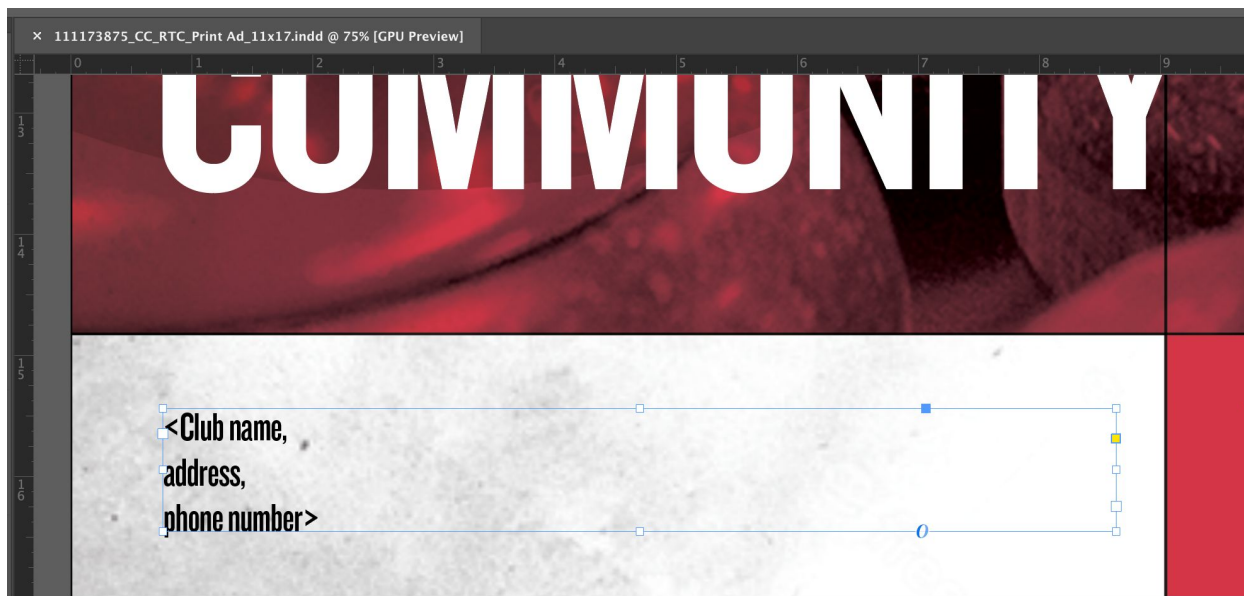 × 111173875_CC_RTC_Print Ad_11x17.indd @ 75% [GPU Preview]
0 1 2 3 4 5 6 7 8 9
13
14
15
16
COMMUNITY
<Club name,
address,
phone number>